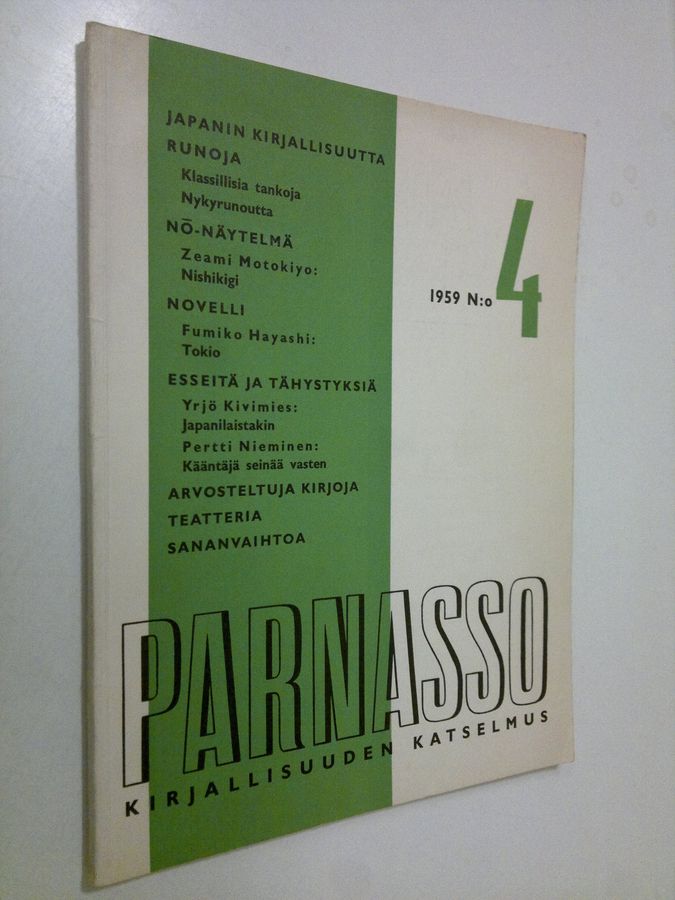 JAPANIN KIRJALLISUUTTA
RUNOJA
Klassillisia tankoja
Nykyrunoutta
NŌ-NÄYTELMÄ
Zeami Motokiyo:
Nishikigi
NOVELLI
Fumiko Hayashi:
Tokio
ESSEITÄ JA TÄHYSTYKSIÄ
Yrjö Kivimies:
Japanilaistakin
Pertti Nieminen:
Kääntäjä seinää vasten
ARVOSTELTUJA KIRJOJA
TEATTERIA
SANANVAIHTOA
1959 N:o 4
PARNASSO
KIRJALLISUUDEN KATSELMUS